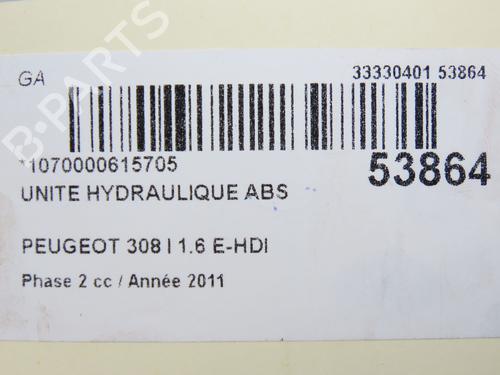 GA
33330401 53864
*1070000615705
53864
UNITE HYDRAULIQUE ABS
PEUGEOT 308 I 1.6 E-HDI
Phase 2 cc / Année 2011
B-PARTS